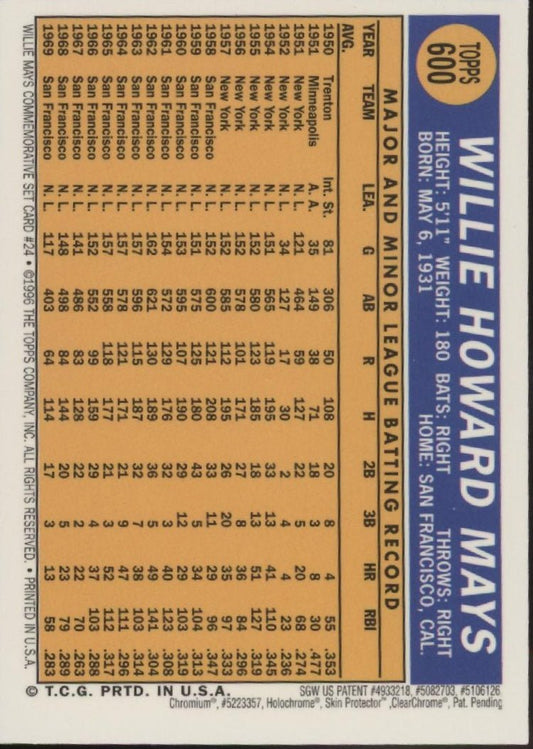 TOPPS
600
WILLIE HOWARD MAYS
HEIGHT: 5'11" WEIGHT: 180 BATS: RIGHT THROWS: RIGHT
BORN: MAY 6, 1931 HOME: SAN FRANCISCO, CAL.
MAJOR AND MINOR LEAGUE BATTING RECORD
YEAR TEAM LEA. G AB R H 2B 3B HR RBI AVG.
1950 Trenton Int. St. 81 306 50 108 20 8 4 55 .353
1951 Minneapolis A. A. 35 149 38 71 18 3 8 30 .477
1951 New York N. L. 121 464 59 127 22 5 20 68 .274
1952 New York N. L. 34 127 17 30 2 4 4 23 .236
1954 New York N. L. 151 565 119 195 33 13 41 110 .345
1955 New York N. L. 152 580 123 185 18 13 51 127 .319
1956 New York N. L. 152 578 101 171 27 8 36 84 .296
1957 New York N. L. 152 585 112 195 26 20 35 97 .333
1958 San Francisco N. L. 152 600 121 208 33 11 29 96 .347
1959 San Francisco N. L. 151 575 125 180 43 5 34 104 .313
1960 San Francisco N. L. 153 595 107 190 29 12 29 103 .319
1961 San Francisco N. L. 154 572 129 176 32 3 40 123 .308
1962 San Francisco N. L. 162 621 130 189 36 5 49 141 .304
1963 San Francisco N. L. 157 596 115 187 32 7 38 103 .314
1964 San Francisco N. L. 157 578 121 171 21 9 47 111 .296
1965 San Francisco N. L. 157 558 118 177 21 3 52 112 .317
1966 San Francisco N. L. 152 552 99 159 29 4 37 103 .288
1967 San Francisco N. L. 141 486 83 128 22 2 22 70 .263
1968 San Francisco N. L. 148 498 84 144 20 5 23 79 .289
1969 San Francisco N. L. 117 403 64 114 17 3 13 58 .283
WILLIE MAYS COMMEMORATIVE SET CARD #24 • ©1996 THE TOPPS COMPANY, INC. ALL RIGHTS RESERVED. • PRINTED IN U.S.A.
© T.C.G. PRTD. IN U.S.A.
SGW US PATENT #4933218, #5082703, #5106126
Chromium®, #5223357, Holochrome®, Skin Protector™, ClearChrome®, Pat. Pending